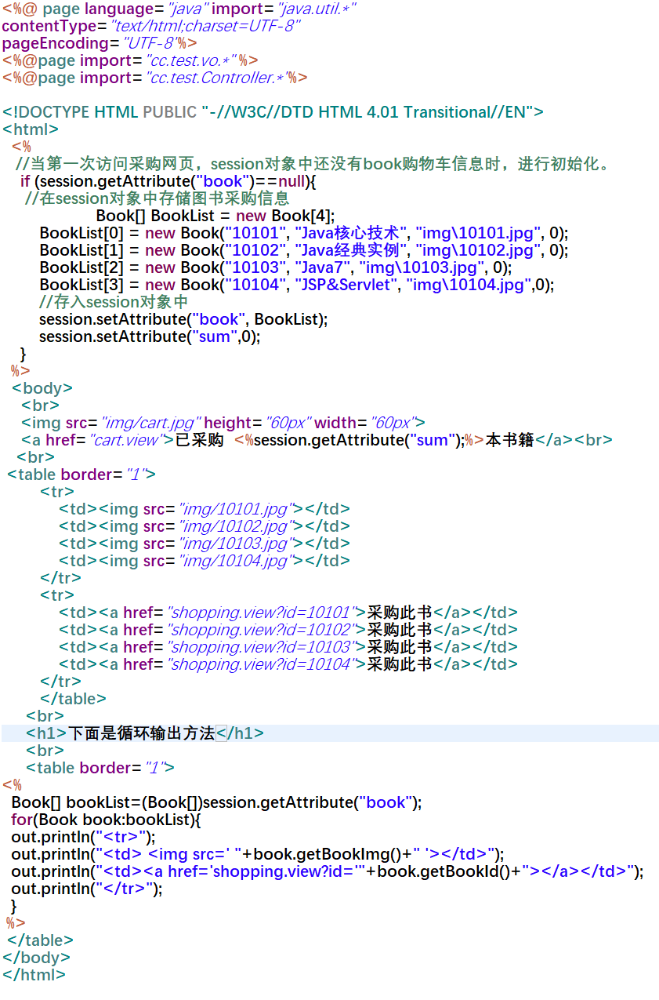 <%@ page language="java" import="java.util.*"
contentType="text/html;charset=UTF-8"
pageEncoding="UTF-8"%>
<%@page import="cc.test.vo.*" %>
<%@page import="cc.test.Controller.*"%>
<!DOCTYPE HTML PUBLIC "-//W3C//DTD HTML 4.01 Transitional//EN">
<html>
<%
//当第一次访问采购网页，session对象中还没有book购物车信息时，进行初始化。
if (session.getAttribute("book")==null){
//在session对象中存储图书采购信息
Book[] BookList = new Book[4];
BookList[0] = new Book("10101", "Java核心技术", "img\10101.jpg", 0);
BookList[1] = new Book("10102", "Java经典实例", "img\10102.jpg", 0);
BookList[2] = new Book("10103", "Java7", "img\10103.jpg", 0);
BookList[3] = new Book("10104", "JSP&Servlet", "img\10104.jpg",0);
//存入session对象中
session.setAttribute("book", BookList);
session.setAttribute("sum",0);
}
%>
<body>
<br>
<img src="img/cart.jpg" height="60px" width="60px">
<a href="cart.view">已采购 <%session.getAttribute("sum");%>本书籍</a><br>
<br>
<table border="1">
<tr>
<td><img src="img/10101.jpg"></td>
<td><img src="img/10102.jpg"></td>
<td><img src="img/10103.jpg"></td>
<td><img src="img/10104.jpg"></td>
</tr>
<tr>
<td><a href="shopping.view?id=10101">采购此书</a></td>
<td><a href="shopping.view?id=10102">采购此书</a></td>
<td><a href="shopping.view?id=10103">采购此书</a></td>
<td><a href="shopping.view?id=10104">采购此书</a></td>
</tr>
</table>
<br>
<h1>下面是循环输出方法</h1>
<br>
<table border="1">
<%
Book[] bookList=(Book[])session.getAttribute("book");
for(Book book:bookList){
out.println("<tr>");
out.println("<td> <img src=' "+book.getBookImg()+" '></td>");
out.println("<td><a href='shopping.view?id='"+book.getBookId()+"></a></td>");
out.println("</tr>");
}
%>
</table>
</body>
</html>